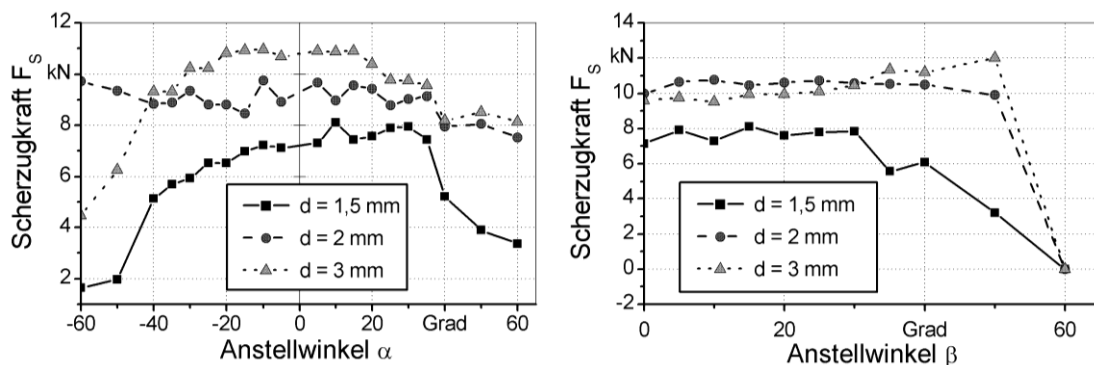 Scherzugkraft F_S
12
kN
8
6
4
2
-60
-40
-20
0
20
Grad
60
Anstellwinkel α
d = 1,5 mm
d = 2 mm
d = 3 mm
Scherzugkraft F_S
14
kN
10
8
6
4
2
0
-2
0
20
Grad
60
Anstellwinkel β
d = 1,5 mm
d = 2 mm
d = 3 mm